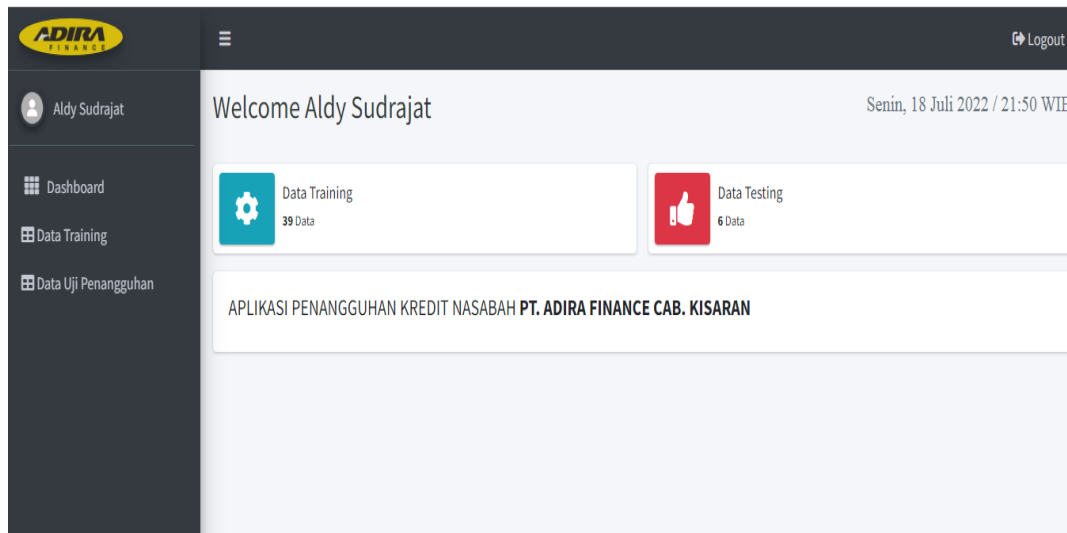 ADIRA
FINANCE
Logout
Aldy Sudrajat
Welcome Aldy Sudrajat
Senin, 18 Juli 2022 / 21:50 WIE
Dashboard
Data Training
Data Uji Penangguhan
Data Training
39 Data
Data Testing
6 Data
APLIKASI PENANGGUHAN KREDIT NASABAH PT. ADIRA FINANCE CAB. KISARAN